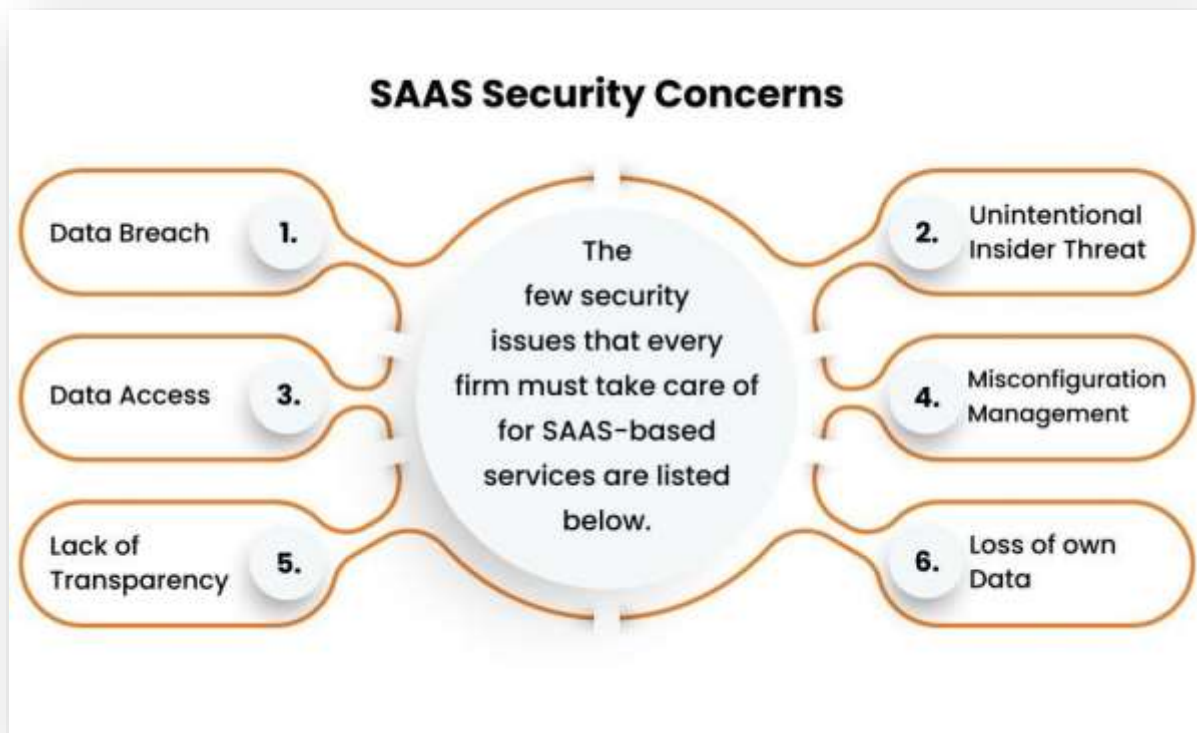 SAAS Security Concerns
Data Breach
1.
2.
Unintentional
Insider Threat
The
few security
issues that every
firm must take care of
for SAAS-based
services are listed
below.
Data Access
3.
4.
Misconfiguration
Management
Lack of
Transparency
5.
6.
Loss of own
Data